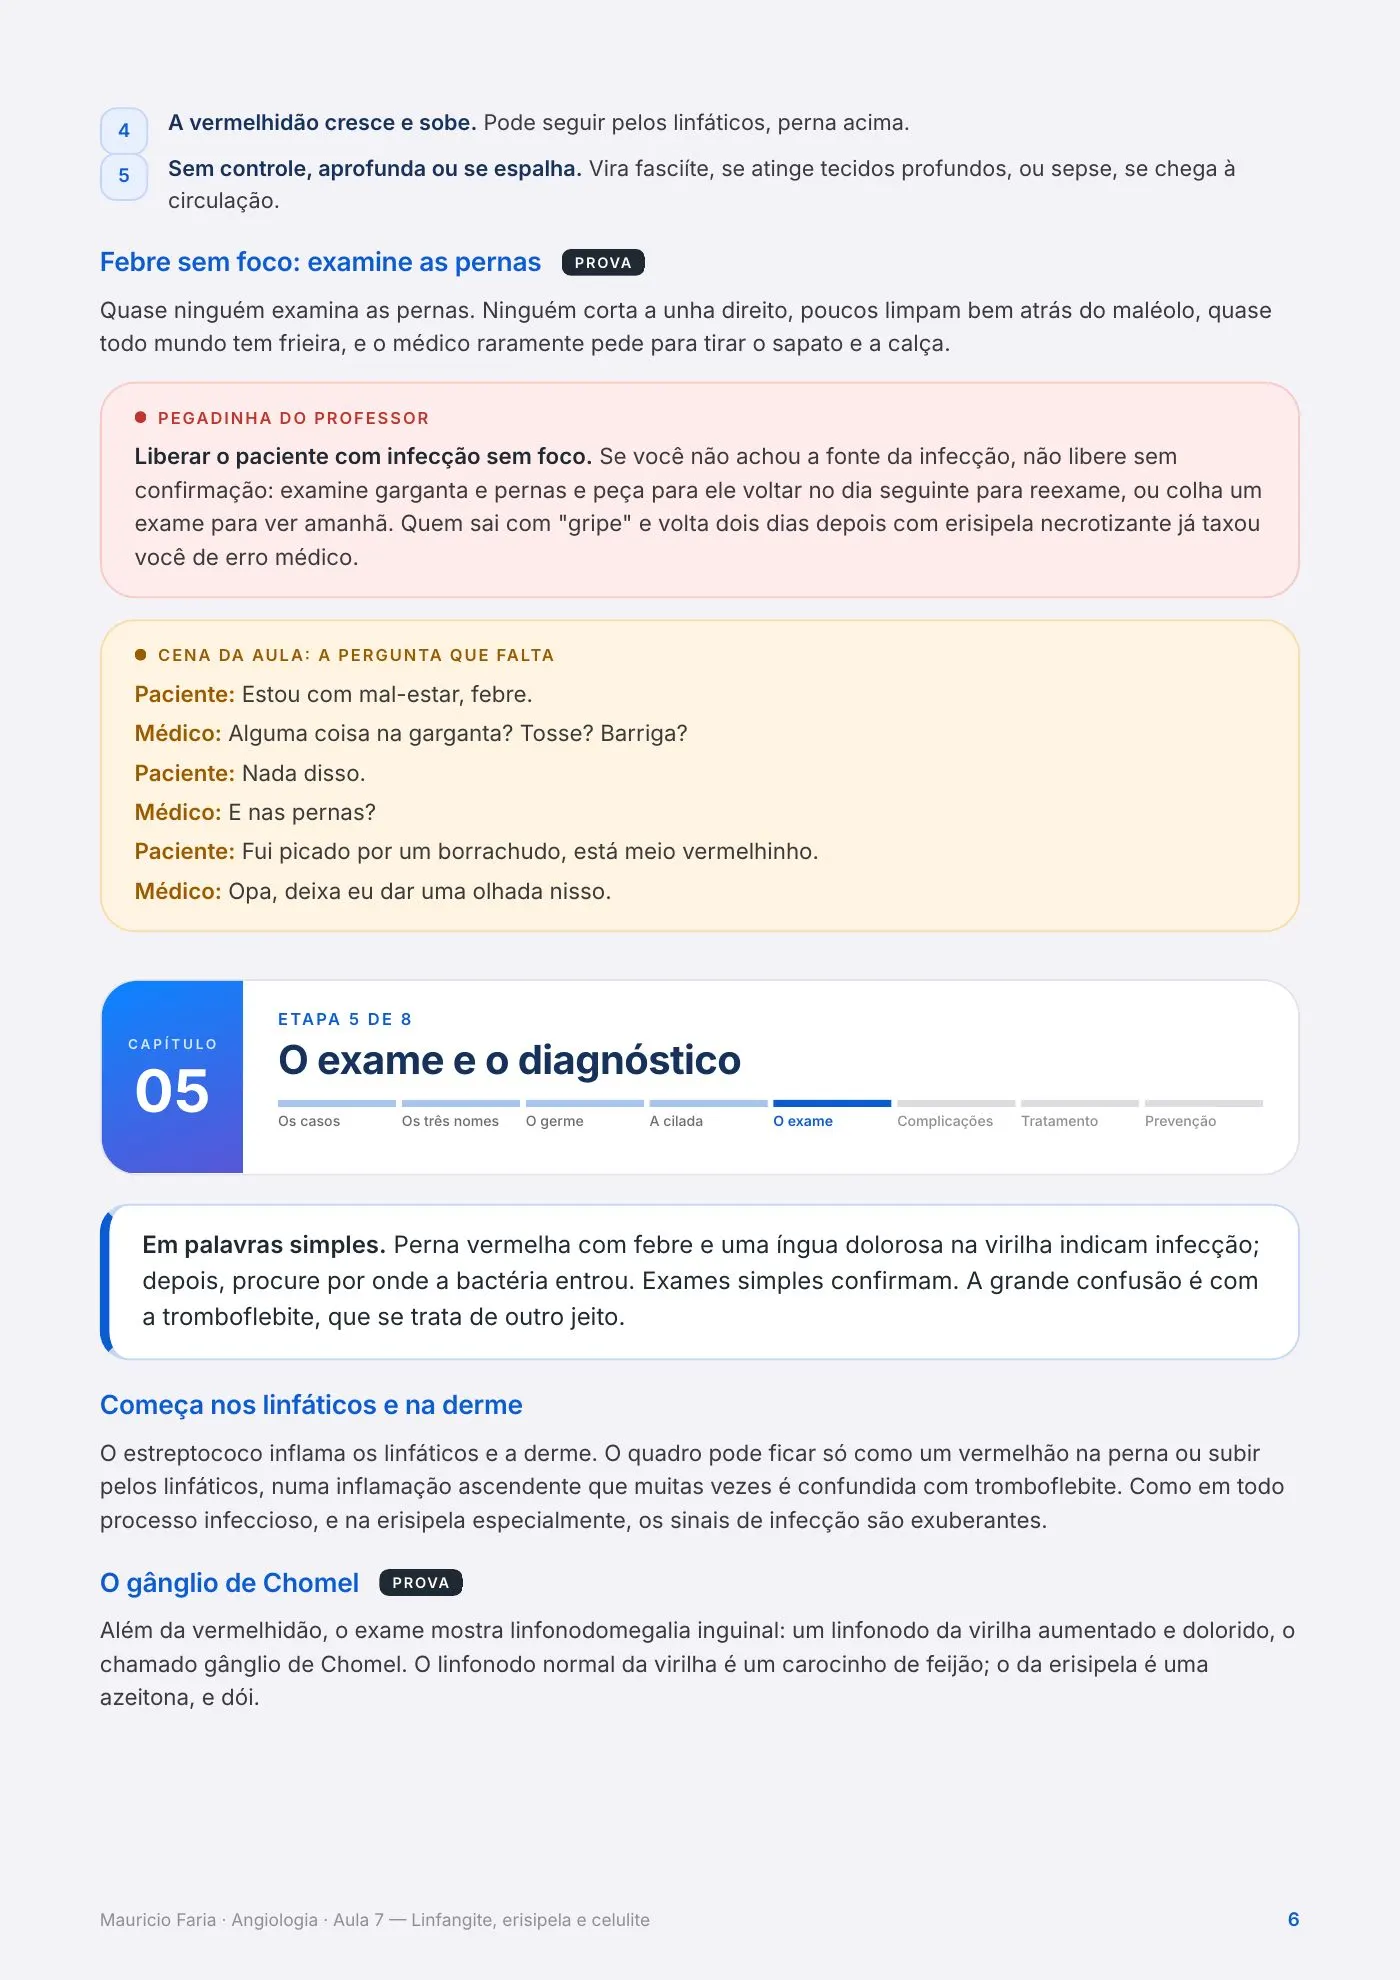 4
A vermelhidão cresce e sobe. Pode seguir pelos linfáticos, perna acima.
5
Sem controle, aprofunda ou se espalha. Vira fasciíte, se atinge tecidos profundos, ou sepse, se chega à
circulação.
Febre sem foco: examine as pernas PROVA
Quase ninguém examina as pernas. Ninguém corta a unha direito, poucos limpam bem atrás do maléolo, quase
todo mundo tem frieira, e o médico raramente pede para tirar o sapato e a calça.
PEGADINHA DO PROFESSOR
Liberar o paciente com infecção sem foco. Se você não achou a fonte da infecção, não libere sem
confirmação: examine garganta e pernas e peça para ele voltar no dia seguinte para reexame, ou colha um
exame para ver amanhã. Quem sai com "gripe" e volta dois dias depois com erisipela necrotizante já taxou
você de erro médico.
CENA DA AULA: A PERGUNTA QUE FALTA
Paciente: Estou com mal-estar, febre.
Médico: Alguma coisa na garganta? Tosse? Barriga?
Paciente: Nada disso.
Médico: E nas pernas?
Paciente: Fui picado por um borrachudo, está meio vermelhinho.
Médico: Opa, deixa eu dar uma olhada nisso.
CAPÍTULO
05
ETAPA 5 DE 8
O exame e o diagnóstico
Os casos Os três nomes O germe A cilada O exame Complicações Tratamento Prevenção
Em palavras simples. Perna vermelha com febre e uma íngua dolorosa na virilha indicam infecção;
depois, procure por onde a bactéria entrou. Exames simples confirmam. A grande confusão é com
a tromboflebite, que se trata de outro jeito.
Começa nos linfáticos e na derme
O estreptococo inflama os linfáticos e a derme. O quadro pode ficar só como um vermelhão na perna ou subir
pelos linfáticos, numa inflamação ascendente que muitas vezes é confundida com tromboflebite. Como em todo
processo infeccioso, e na erisipela especialmente, os sinais de infecção são exuberantes.
O gânglio de Chomel PROVA
Além da vermelhidão, o exame mostra linfonodomegalia inguinal: um linfonodo da virilha aumentado e dolorido, o
chamado gânglio de Chomel. O linfonodo normal da virilha é um carocinho de feijão; o da erisipela é uma
azeitona, e dói.
Mauricio Faria · Angiologia · Aula 7 — Linfangite, erisipela e celulite
6